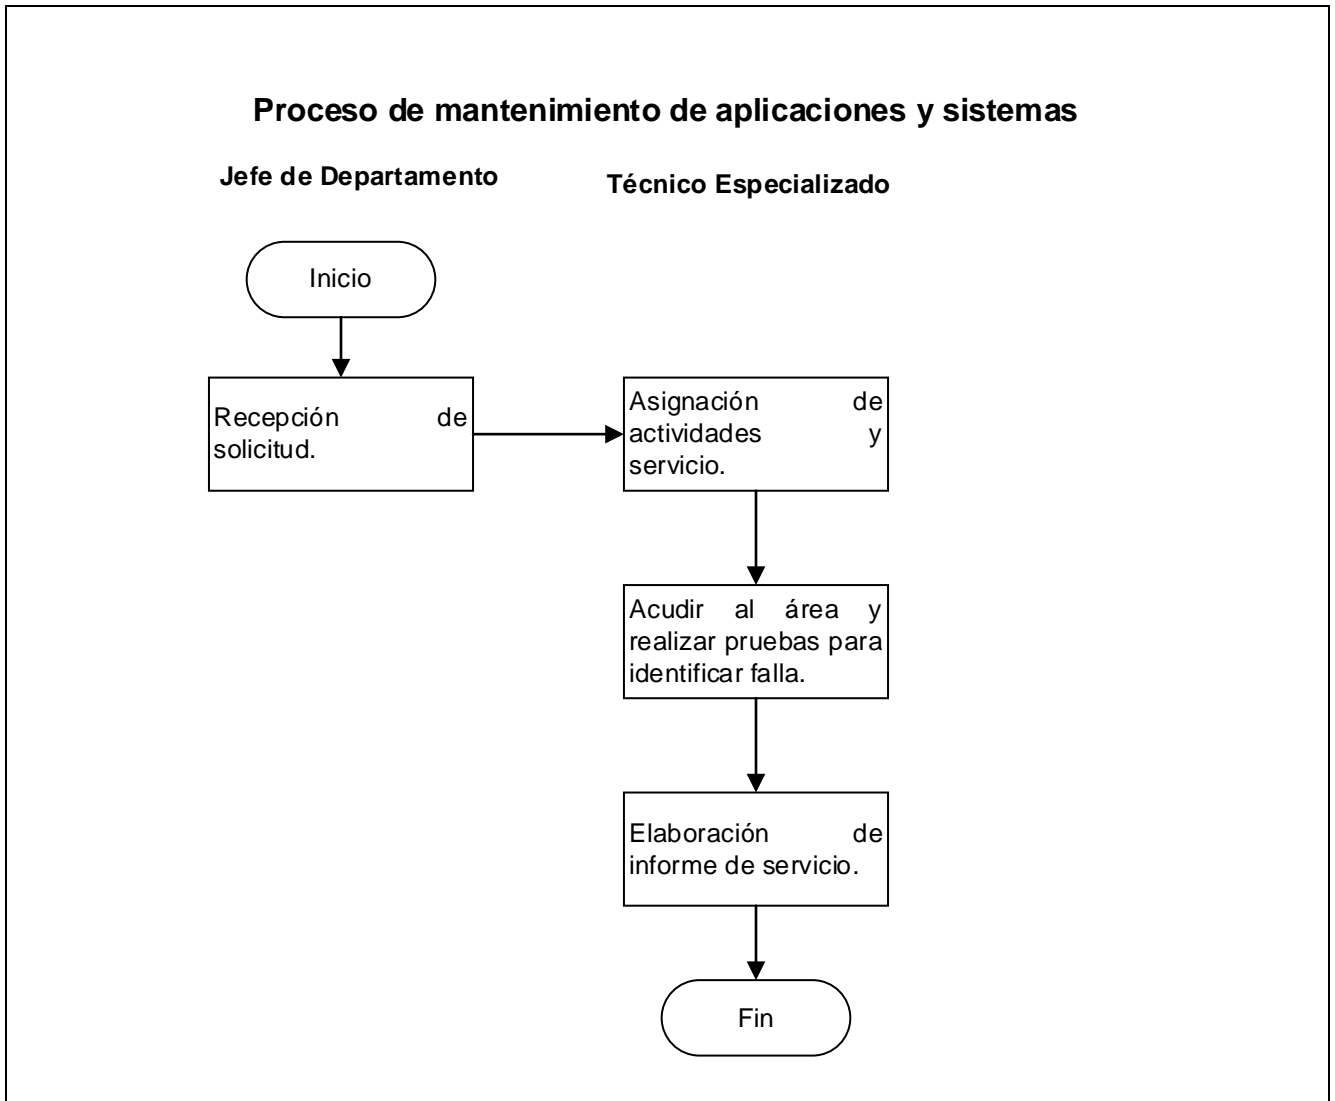 Proceso de mantenimiento de aplicaciones y sistemas
Jefe de Departamento
Técnico Especializado
Inicio
Recepción de
solicitud.
Asignación de
actividades y
servicio.
Acudir al área y
realizar pruebas para
identificar falla.
Elaboración de
informe de servicio.
Fin